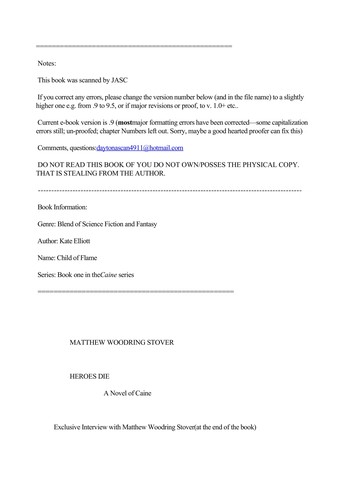 =================================================
Notes:
This book was scanned by JASC
If you correct any errors, please change the version number below (and in the file name) to a slightly
higher one e.g. from .9 to 9.5, or if major revisions or proof, to v. 1.0+ etc..
Current e-book version is .9 (mostmajor formatting errors have been corrected—some capitalization
errors still; un-proofed; chapter Numbers left out. Sorry, maybe a good hearted proofer can fix this)
Comments, questions:daytonascan4911@hotmail.com
DO NOT READ THIS BOOK OF YOU DO NOT OWN/POSSES THE PHYSICAL COPY.
THAT IS STEALING FROM THE AUTHOR.
--------------------------------------------------------------------------------------------------
Book Information:
Genre: Blend of Science Fiction and Fantasy
Author: Kate Elliott
Name: Child of Flame
Series: Book one in theCaine series
=================================================
MATTHEW WOODRING STOVER
HEROES DIE
A Novel of Caine
Exclusive Interview with Matthew Woodring Stover(at the end of the book)